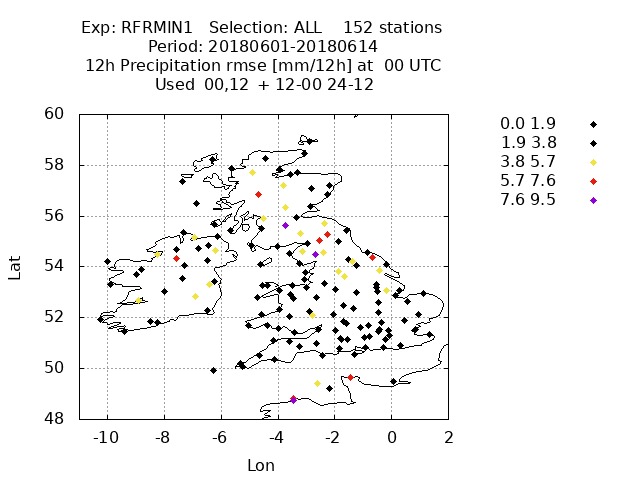 Exp: RFRMIN1 Selection: ALL 152 stations
Period: 20180601-20180614
12h Precipitation rmse [mm/12h] at 00 UTC
Used 00,12 + 12-00 24-12
60
58
56
54
52
50
48
Lat
-10 -8 -6 -4 -2 0 2
Lon
0.0 1.9
1.9 3.8
3.8 5.7
5.7 7.6
7.6 9.5